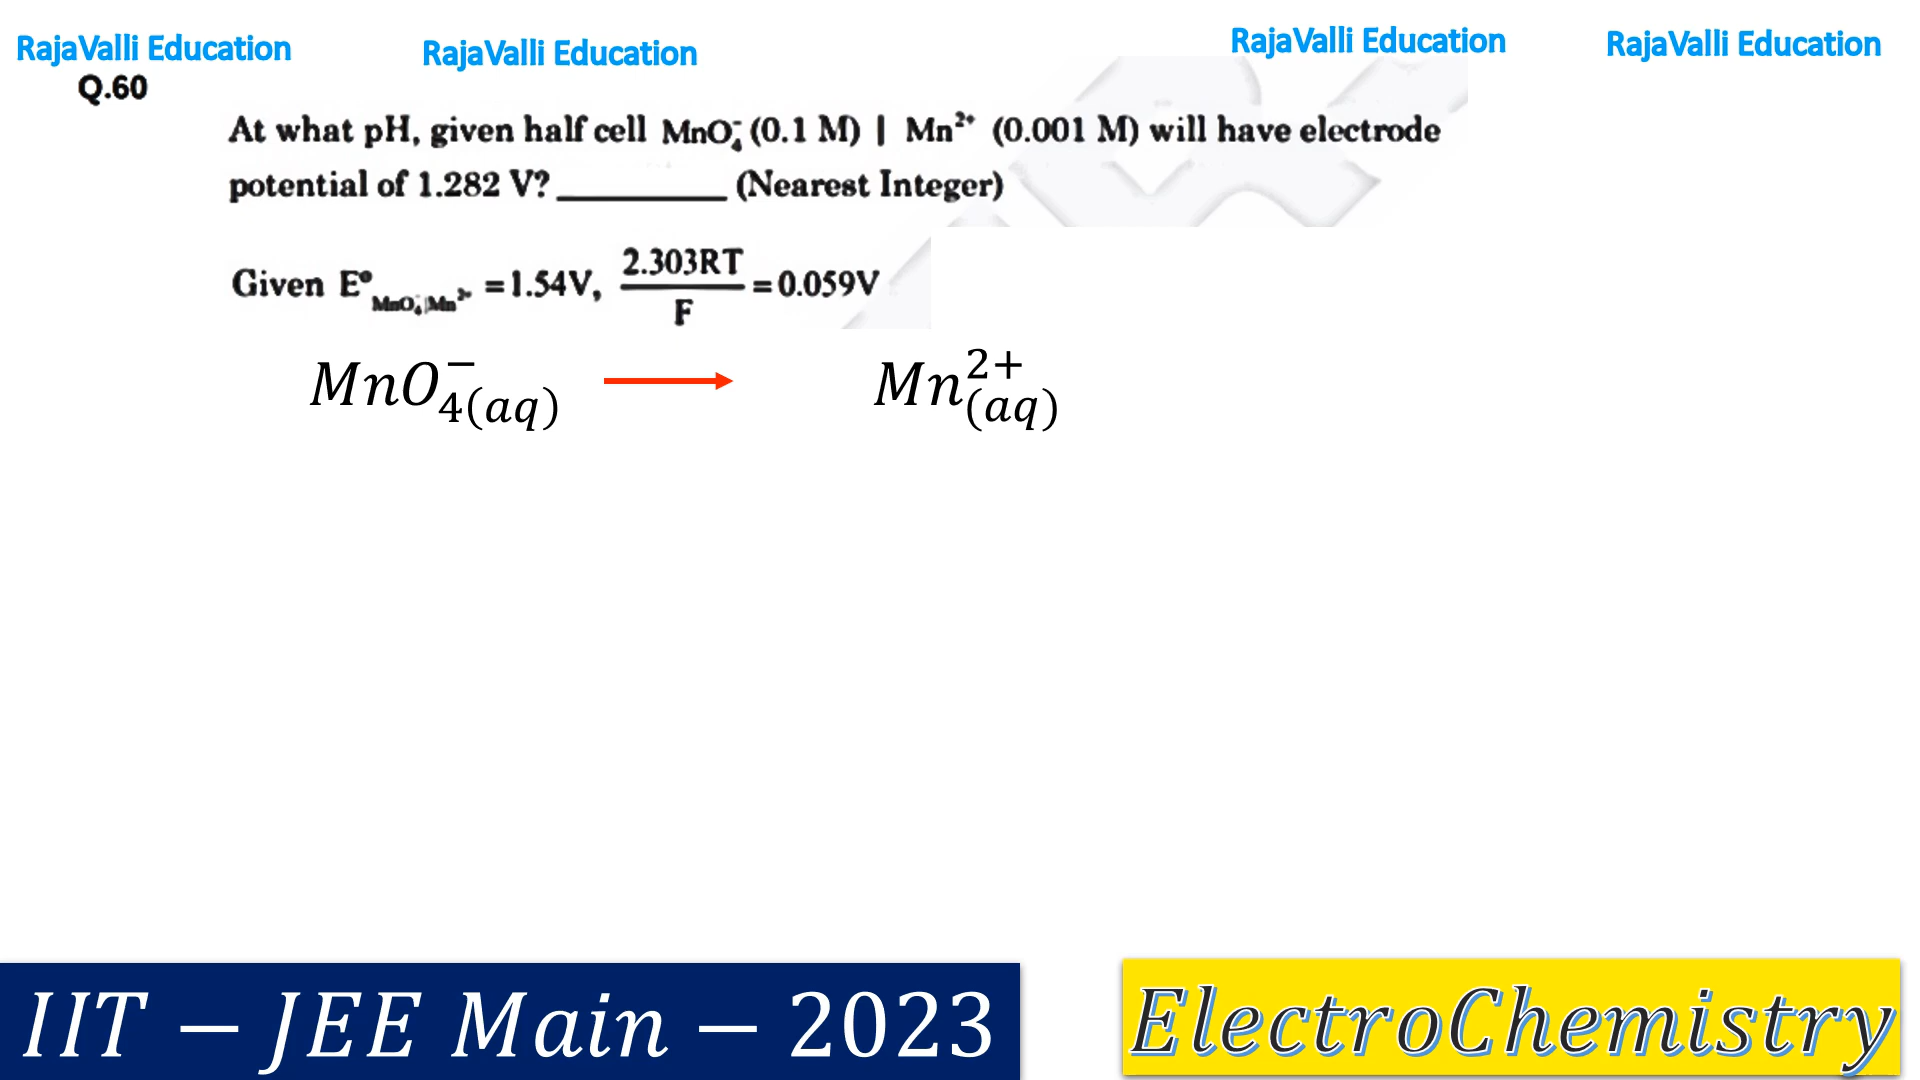 RajaValli Education RajaValli Education RajaValli Education RajaValli Education
Q.60
At what pH, given half cell MnO₄⁻ (0.1 M) | Mn²⁺ (0.001 M) will have electrode
potential of 1.282 V? ________ (Nearest Integer)
Given E°MnO₄⁻|Mn²⁺ = 1.54V, 2.303RT/F = 0.059V
MnO₄⁻(aq) → Mn²⁺(aq)
IIT – JEE Main – 2023
ElectroChemistry